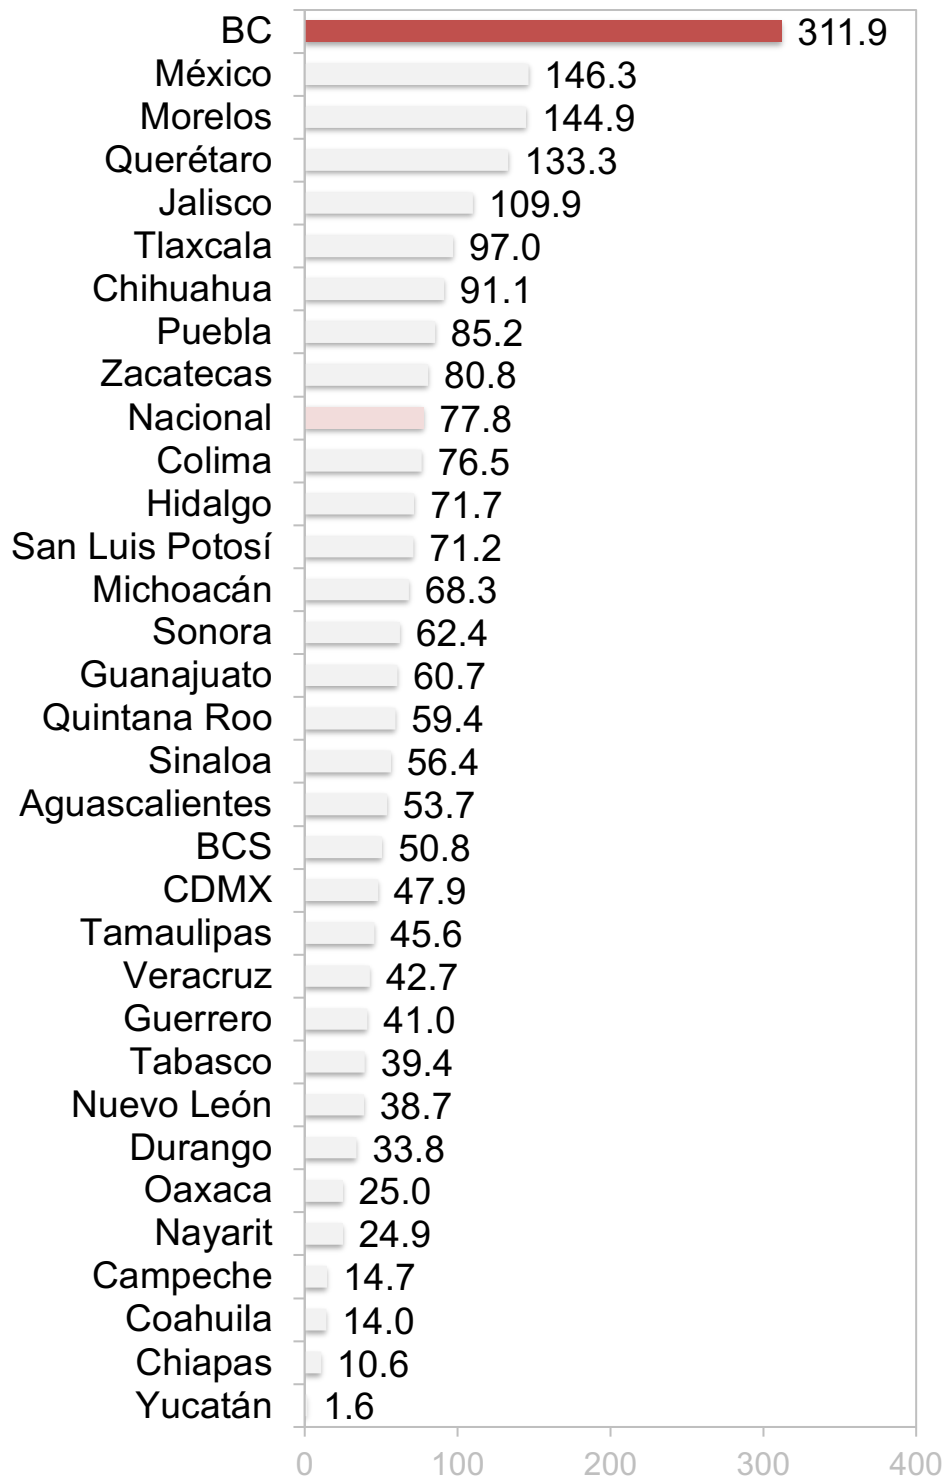 BC 311.9
México 146.3
Morelos 144.9
Querétaro 133.3
Jalisco 109.9
Tlaxcala 97.0
Chihuahua 91.1
Puebla 85.2
Zacatecas 80.8
Nacional 77.8
Colima 76.5
Hidalgo 71.7
San Luis Potosí 71.2
Michoacán 68.3
Sonora 62.4
Guanajuato 60.7
Quintana Roo 59.4
Sinaloa 56.4
Aguascalientes 53.7
BCS 50.8
CDMX 47.9
Tamaulipas 45.6
Veracruz 42.7
Guerrero 41.0
Tabasco 39.4
Nuevo León 38.7
Durango 33.8
Oaxaca 25.0
Nayarit 24.9
Campeche 14.7
Coahuila 14.0
Chiapas 10.6
Yucatán 1.6
0 100 200 300 400